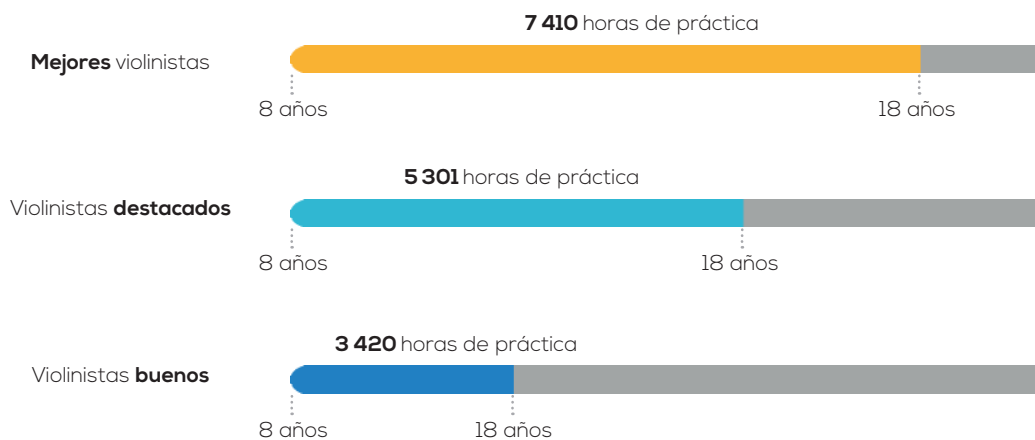 7 410 horas de práctica
Mejores violinistas
8 años
18 años
5 301 horas de práctica
Violinistas destacados
8 años
18 años
3 420 horas de práctica
Violinistas buenos
8 años
18 años